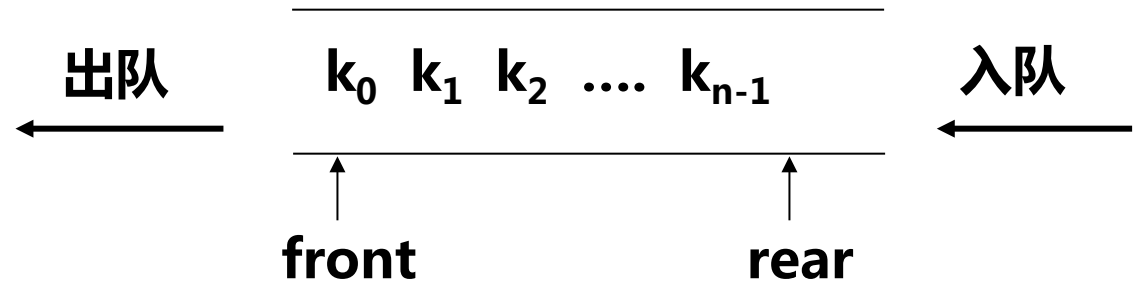 出队 k₀ k₁ k₂ .... kₙ₋₁ 入队
front rear